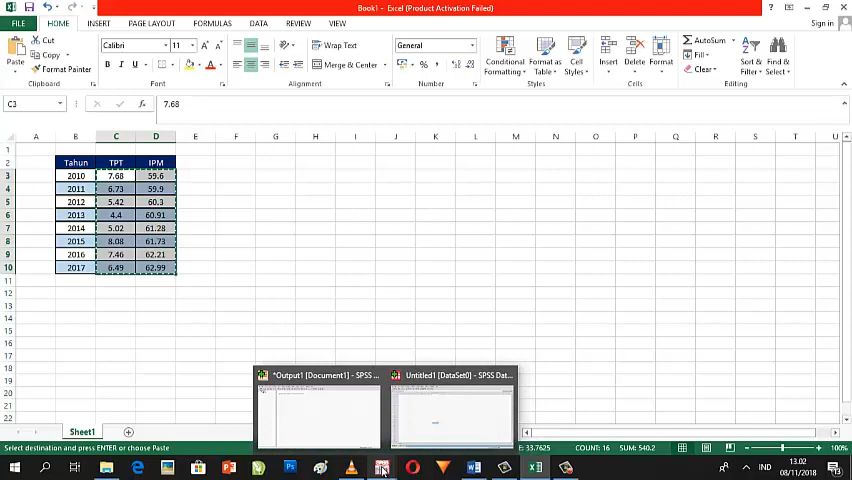 Book1 - Excel (Product Activation Failed)
FILE HOME INSERT PAGE LAYOUT FORMULAS DATA REVIEW VIEW Sign in
Cut
Copy
Format Painter
Paste
Clipboard
Calibri 11
B I U
Font
Wrap Text
Merge & Center
Alignment
General
%
Number
Conditional Formatting
Format as Table
Cell Styles
Styles
Insert Delete Format
Cells
AutoSum
Fill
Clear
Sort & Filter
Find & Select
Editing
C3 fx 7.68
A B C D E F G H I J K L M N O P Q R S T U
1
2 Tahun TPT IPM
3 2010 7.68 59.6
4 2011 6.73 59.9
5 2012 5.42 60.3
6 2013 4.4 60.91
7 2014 5.02 61.28
8 2015 8.08 61.73
9 2016 7.46 62.21
10 2017 6.49 62.99
11
12
13
14
15
16
17
18
19
20
21
22
*Output1 [Document1] - SPSS ...
Untitled1 [DataSet0] - SPSS Dat...
Sheet1
Select destination and press ENTER or choose Paste
E: 33.7625 COUNT: 16 SUM: 540.2 100%
IND
13.02
08/11/2018
13